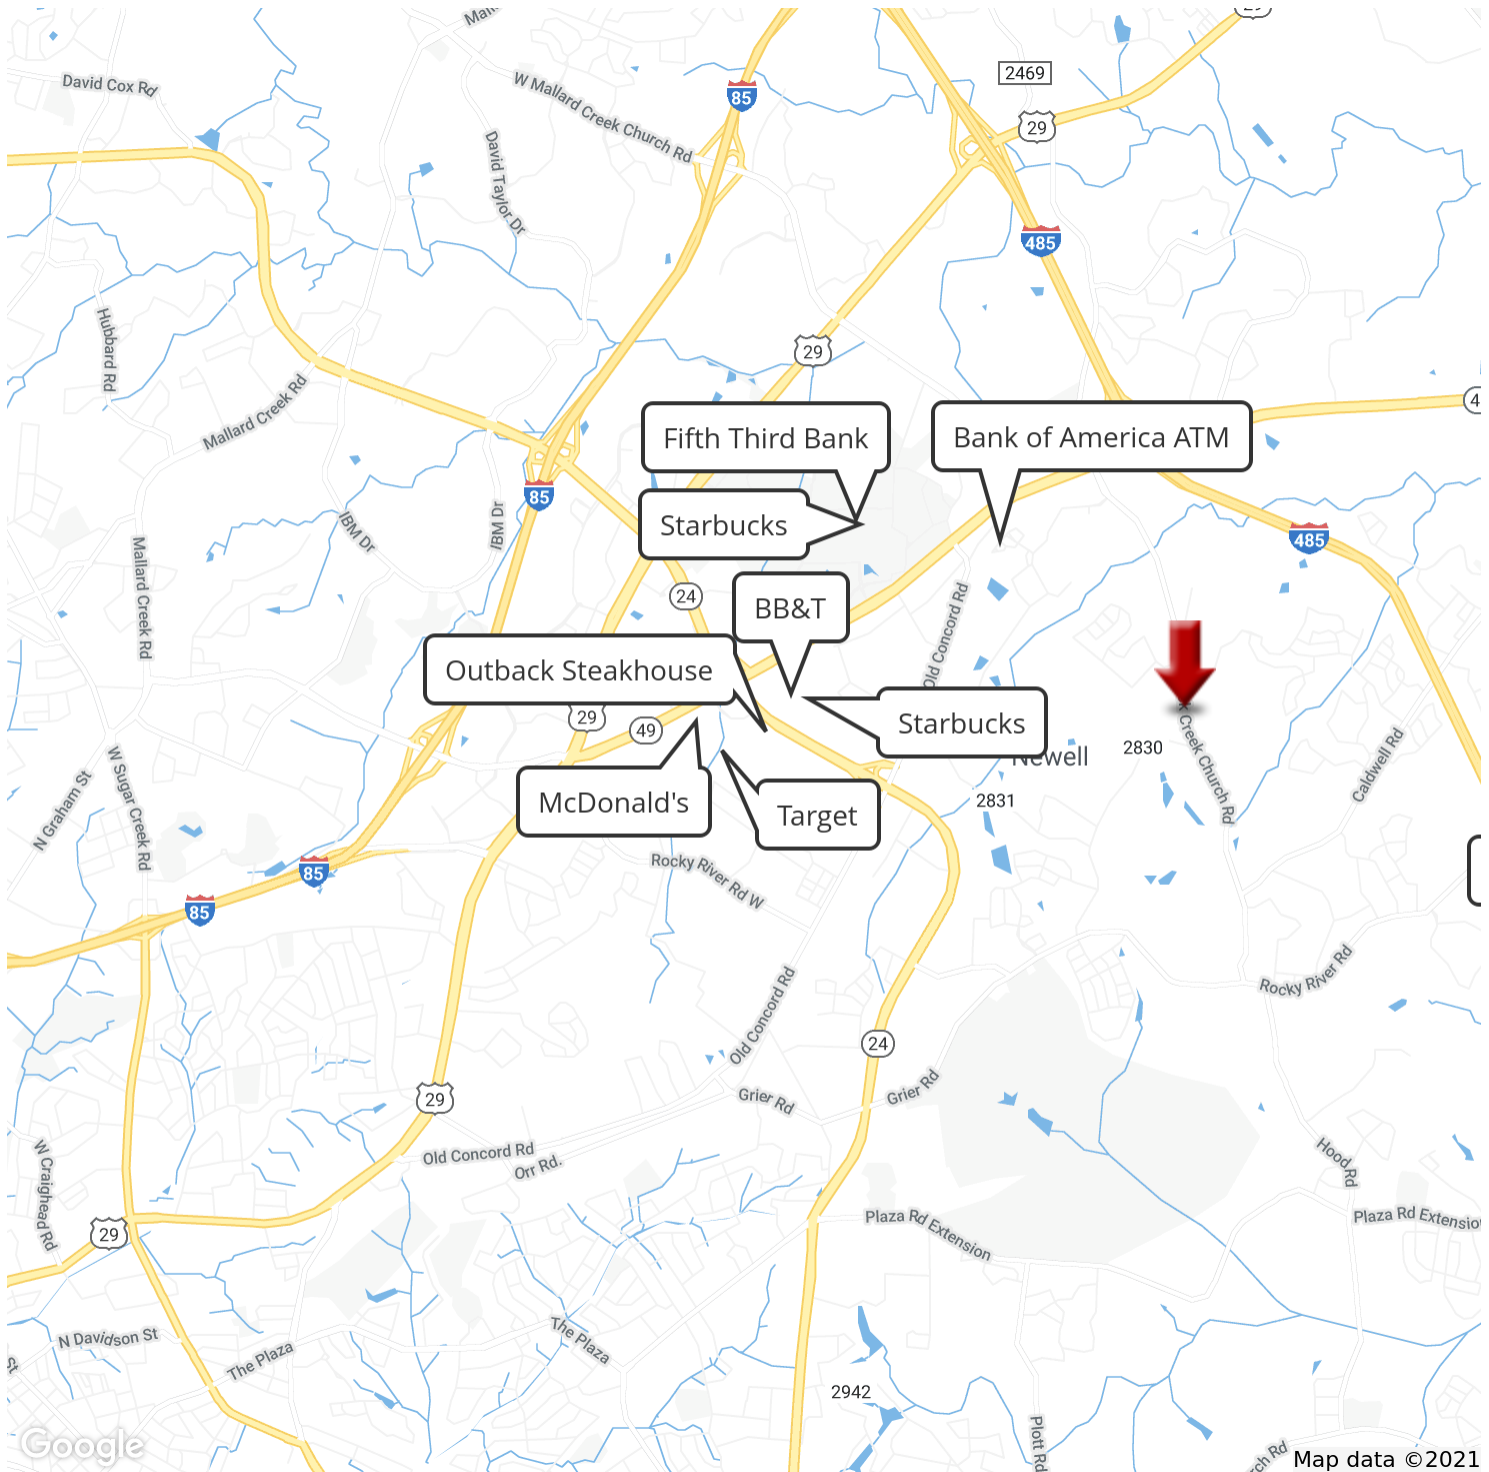 29
David Cox Rd
W Mallard Creek Church Rd
85
2469
29
David Taylor Dr
485
Hubbard Rd
29
Mallard Creek Rd
Fifth Third Bank
Bank of America ATM
85
IBM Dr
IBM Dr
Starbucks
485
Mallard Creek Rd
24
BB&T
Old Concord Rd
Outback Steakhouse
29
49
Starbucks
Newell
2830
Creek Church Rd
Caldwell Rd
W Sugar Creek Rd
N Graham St
McDonald's
Target
2831
Rocky River Rd W
85
85
Rocky River Rd
Old Concord Rd
24
29
Grier Rd
Grier Rd
Old Concord Rd
Orr Rd.
W Craighead Rd
Hood Rd
29
Plaza Rd Extension
Plaza Rd Extensio
N Davidson St
The Plaza
The Plaza
2942
Plott Rd
Google
Map data ©2021